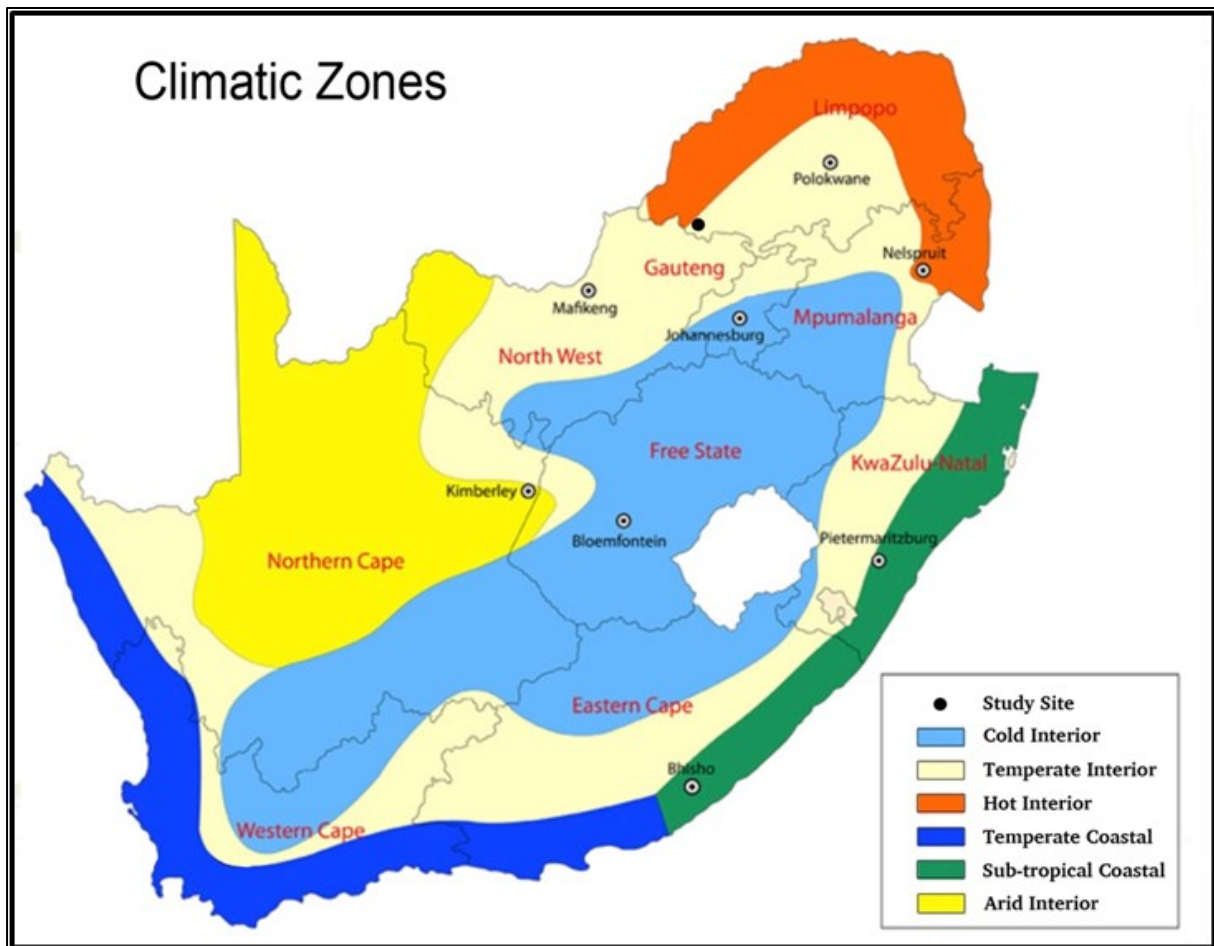 Climatic Zones
Limpopo
Polokwane
Nelspruit
Gauteng
Mafikeng
Mpumalanga
Johannesburg
North West
Free State
KwaZulu-Natal
Kimberley
Bloemfontein
Pietermaritzburg
Northern Cape
Eastern Cape
Bhisho
Western Cape
Study Site
Cold Interior
Temperate Interior
Hot Interior
Temperate Coastal
Sub-tropical Coastal
Arid Interior